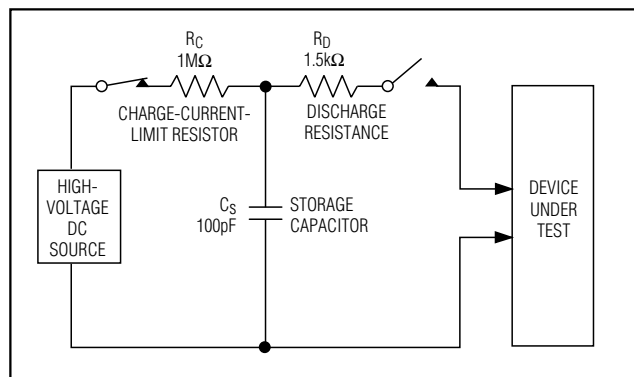 RC
1MΩ
CHARGE-CURRENT-
LIMIT RESISTOR
RD
1.5kΩ
DISCHARGE
RESISTANCE
HIGH-
VOLTAGE
DC
SOURCE
CS
100pF
STORAGE
CAPACITOR
DEVICE
UNDER
TEST